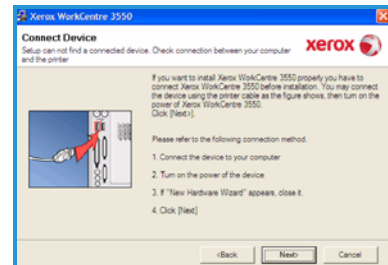 Xerox WorkCentre 3550
Connect Device
Setup can not find a connected device. Check connection between your computer
and the printer
xerox
If you want to install Xerox WorkCentre 3550 properly you have to
connect Xerox WorkCentre 3550 before installation. You may connect
the device using the printer cable as the figure shows, then turn on the
power of Xerox WorkCentre 3550.
Click [Next>].
Please refer to the following connection method.
1. Connect the device to your computer
2. Turn on the power of the device
3. If "New Hardware Wizard" appears, close it.
4. Click [Next]
<Back
Next>
Cancel